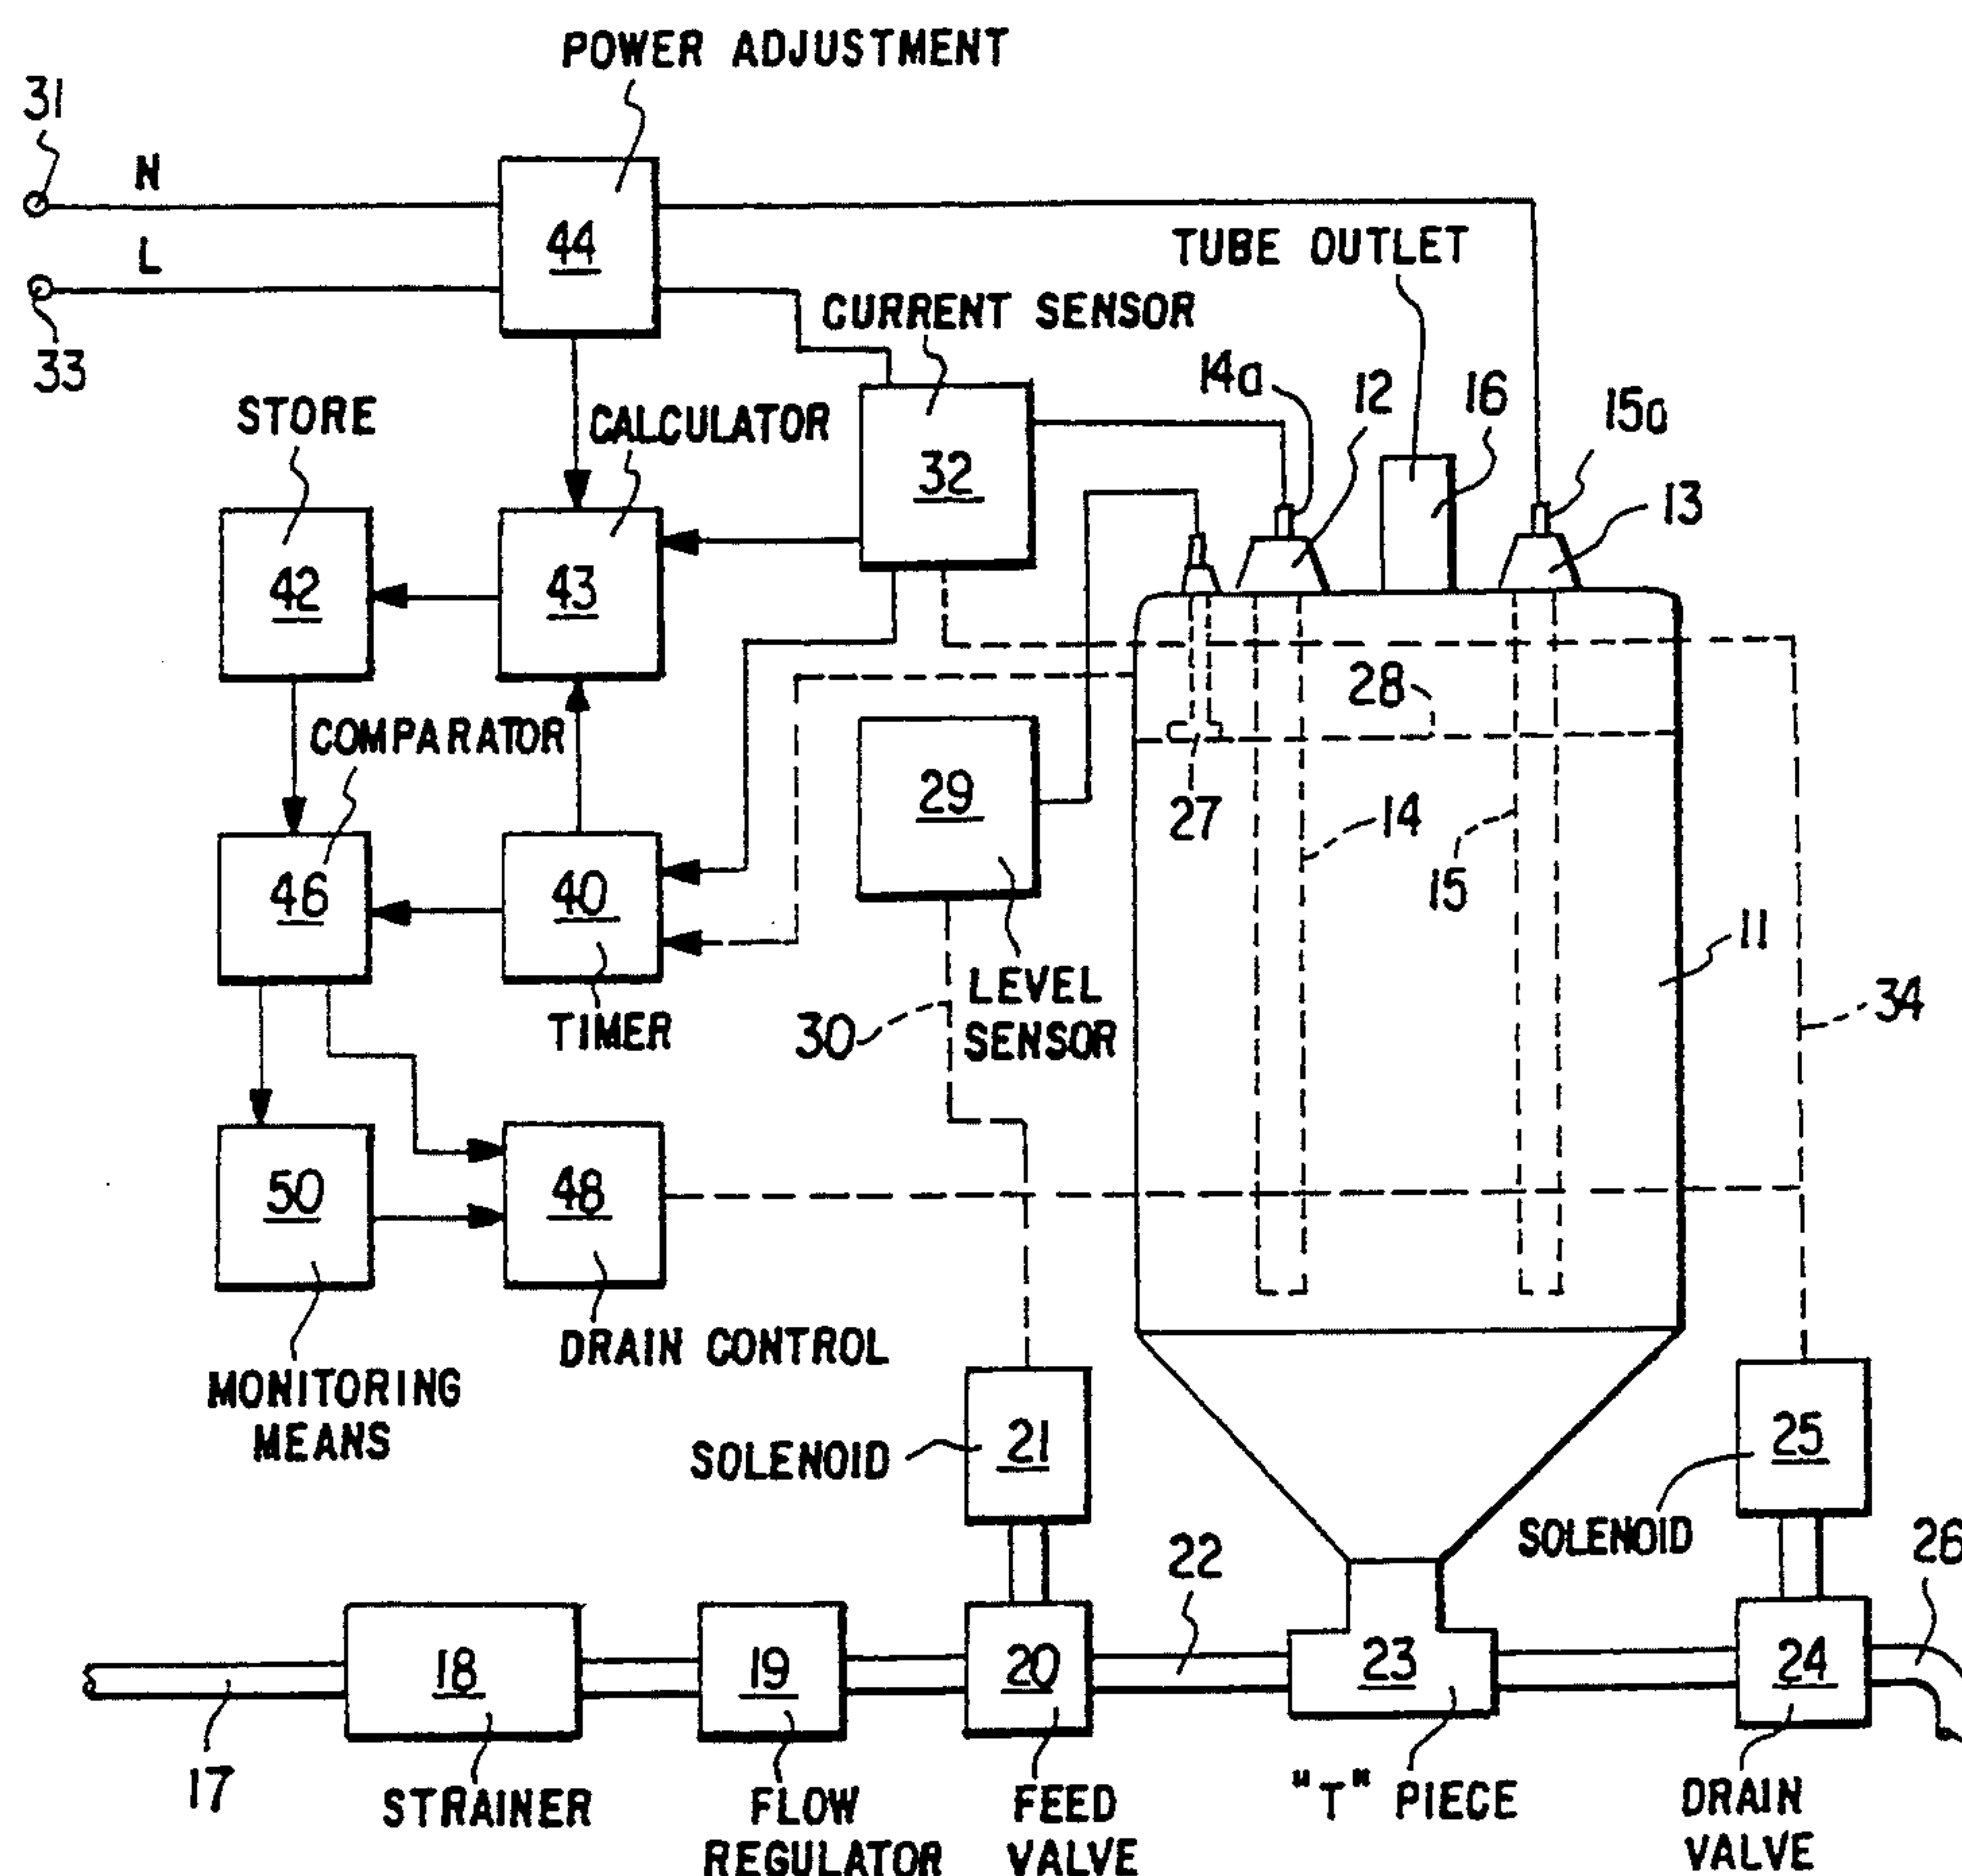 POWER ADJUSTMENT
31
N
L
44
33
TUBE OUTLET
CURRENT SENSOR
14a
12
16
15a
13
STORE
CALCULATOR
32
42
43
28
COMPARATOR
29
27
14
15
46
40
11
34
TIMER
30
LEVEL
SENSOR
50
48
DRAIN CONTROL
MONITORING
MEANS
SOLENOID
21
25
SOLENOID
22
26
18
19
20
23
24
17
STRAINER
FLOW
REGULATOR
FEED
VALVE
"T" PIECE
DRAIN
VALVE